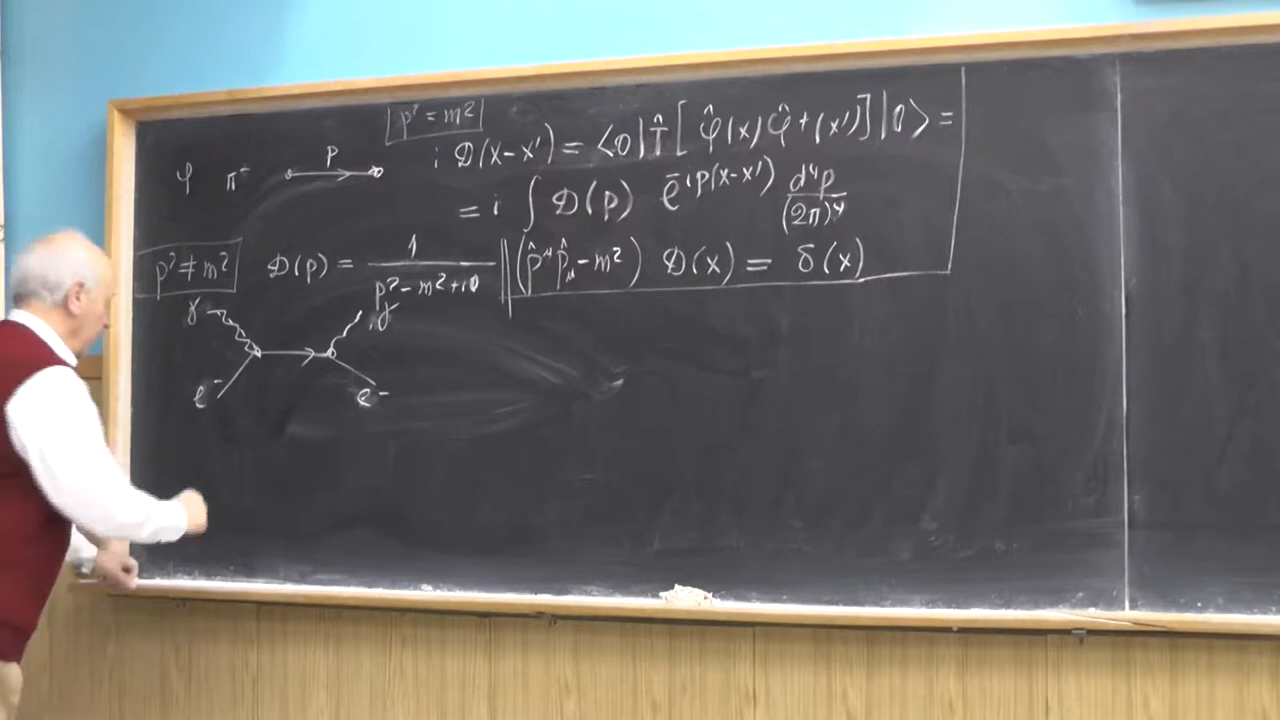 p² = m²
φ π⁺ p i D(x-x') = <0|T̂[φ̂(x) φ̂⁺(x')]|0> =
= i ∫ D(p) e^{-ip(x-x')} d⁴p/(2π)⁴
p² ≠ m² D(p) = 1/(p² - m² + i0) ‖ (p̂^μ p̂_μ - m²) D(x) = δ(x)
γ γ
e⁻ e⁻